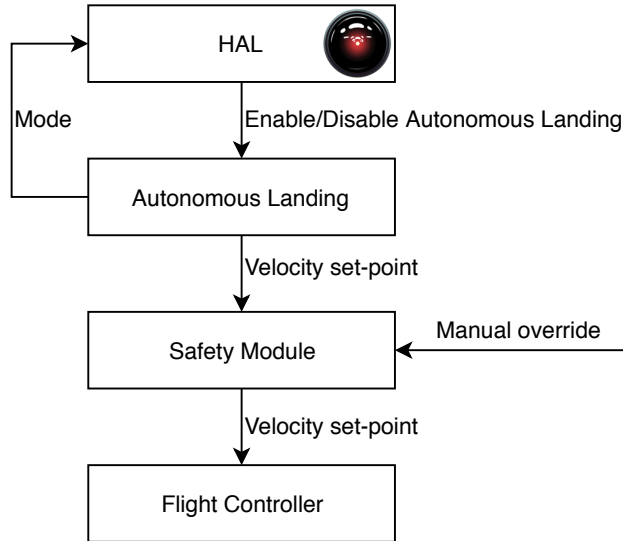 HAL
Mode
Enable/Disable Autonomous Landing
Autonomous Landing
Velocity set-point
Manual override
Safety Module
Velocity set-point
Flight Controller